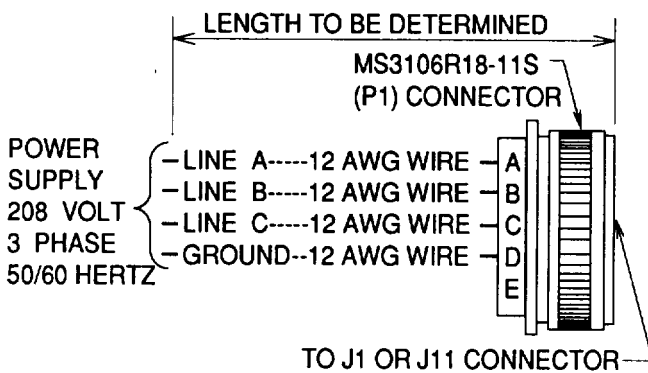 LENGTH TO BE DETERMINED
MS3106R18-11S
(P1) CONNECTOR
POWER
SUPPLY
208 VOLT
3 PHASE
50/60 HERTZ
LINE A-----12 AWG WIRE
A
LINE B-----12 AWG WIRE
B
LINE C-----12 AWG WIRE
C
GROUND--12 AWG WIRE
D
E
TO J1 OR J11 CONNECTOR